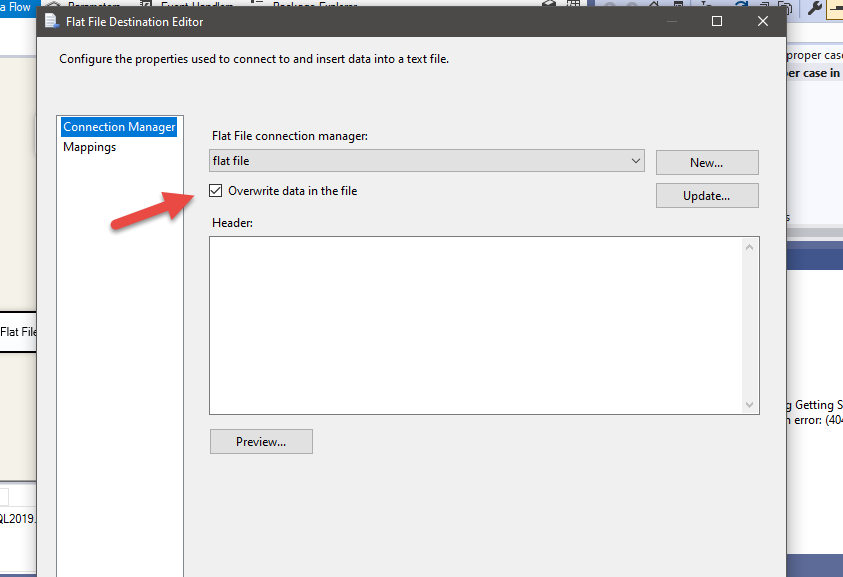 a Flow
Flat File Destination Editor
Configure the properties used to connect to and insert data into a text file.
proper case
er case in
Connection Manager
Mappings
Flat File connection manager:
flat file
New...
Overwrite data in the file
Update...
Header:
Flat File
g Getting S
error: (404
Preview...
QL2019.